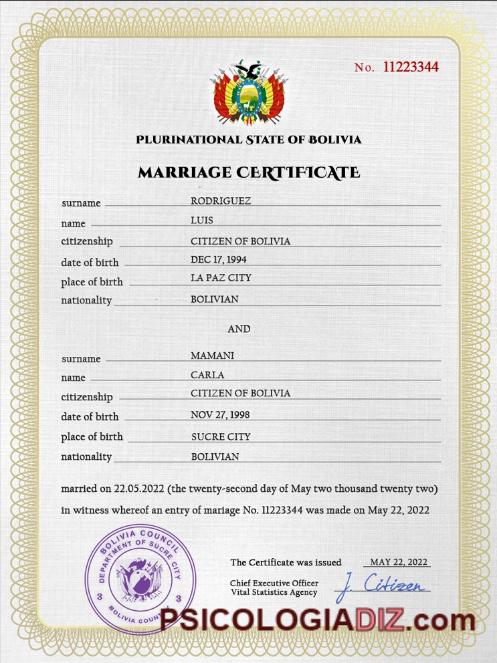 No. 11223344
PLURINATIONAL STATE OF BOLIVIA
MARRIAGE CERTIFICATE
surname RODRIGUEZ
name LUIS
citizenship CITIZEN OF BOLIVIA
date of birth DEC 17, 1994
place of birth LA PAZ CITY
nationality BOLIVIAN
AND
surname MAMANI
name CARLA
citizenship CITIZEN OF BOLIVIA
date of birth NOV 27, 1998
place of birth SUCRE CITY
nationality BOLIVIAN
married on 22.05.2022 (the twenty-second day of May two thousand twenty two)
in witness whereof an entry of mariage No. 11223344 was made on May 22, 2022
BOLIVIA COUNCIL
DEPARTMENT OF SUCRE CITY
3 3
BOLIVIA
The Certificate was issued MAY 22, 2022
Chief Executive Officer
Vital Statistics Agency J. Citizen
PSICOLOGIADIZ.com